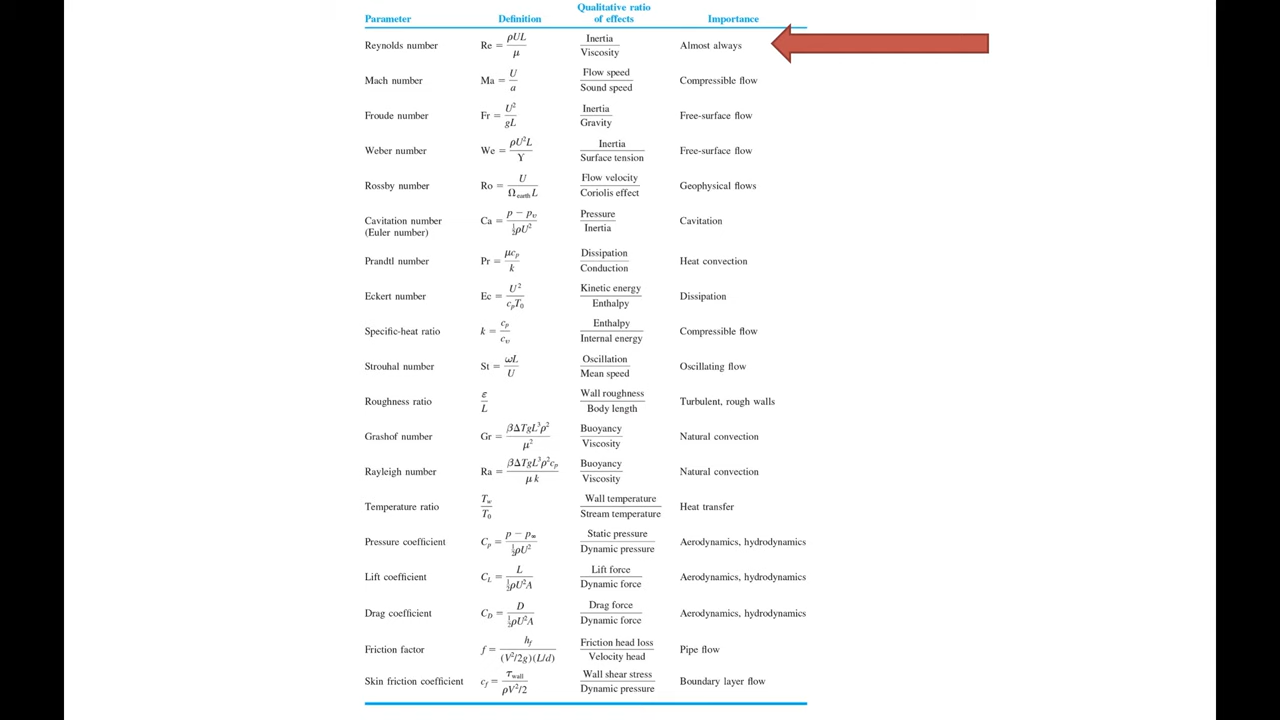 Parameter Definition Qualitative ratio of effects Importance
Reynolds number Re = ρUL/μ Inertia/Viscosity Almost always
Mach number Ma = U/a Flow speed/Sound speed Compressible flow
Froude number Fr = U²/gL Inertia/Gravity Free-surface flow
Weber number We = ρU²L/Υ Inertia/Surface tension Free-surface flow
Rossby number Ro = U/Ω_earth L Flow velocity/Coriolis effect Geophysical flows
Cavitation number (Euler number) Ca = (p − p_υ)/(½ρU²) Pressure/Inertia Cavitation
Prandtl number Pr = μc_p/k Dissipation/Conduction Heat convection
Eckert number Ec = U²/c_pT₀ Kinetic energy/Enthalpy Dissipation
Specific-heat ratio k = c_p/c_υ Enthalpy/Internal energy Compressible flow
Strouhal number St = ωL/U Oscillation/Mean speed Oscillating flow
Roughness ratio ε/L Wall roughness/Body length Turbulent, rough walls
Grashof number Gr = βΔTgL³ρ²/μ² Buoyancy/Viscosity Natural convection
Rayleigh number Ra = βΔTgL³ρ²c_p/μk Buoyancy/Viscosity Natural convection
Temperature ratio T_w/T₀ Wall temperature/Stream temperature Heat transfer
Pressure coefficient C_p = (p − p_∞)/(½ρU²) Static pressure/Dynamic pressure Aerodynamics, hydrodynamics
Lift coefficient C_L = L/(½ρU²A) Lift force/Dynamic force Aerodynamics, hydrodynamics
Drag coefficient C_D = D/(½ρU²A) Drag force/Dynamic force Aerodynamics, hydrodynamics
Friction factor f = h_f/((V²/2g)(L/d)) Friction head loss/Velocity head Pipe flow
Skin friction coefficient c_f = τ_wall/(ρV²/2) Wall shear stress/Dynamic pressure Boundary layer flow